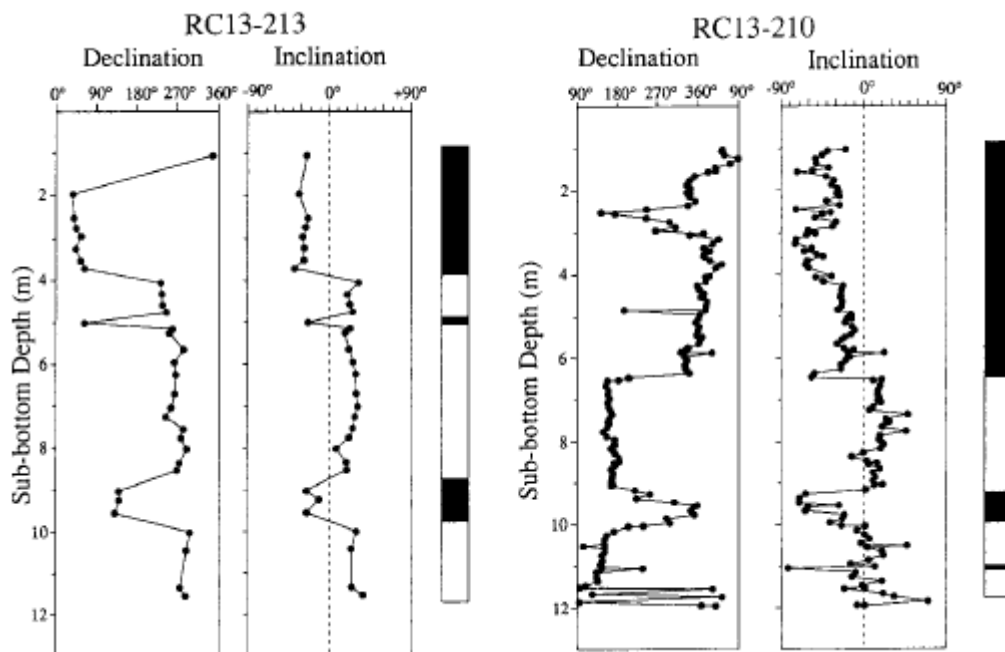 RC13-213
Declination Inclination
0° 90° 180° 270° 360° -90° 0° +90°
Sub-bottom Depth (m)
2
4
6
8
10
12
RC13-210
Declination Inclination
90° 180° 270° 360° 90° -90° 0° 90°
Sub-bottom Depth (m)
2
4
6
8
10
12